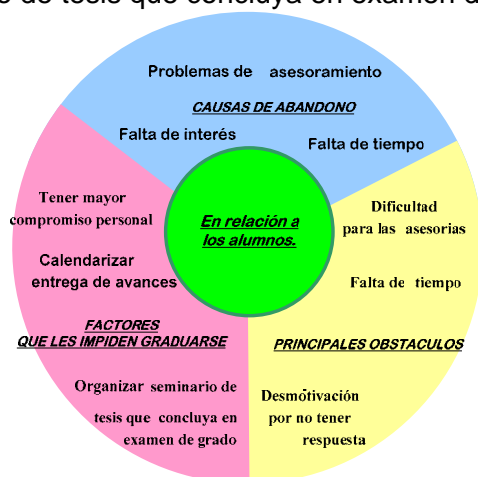 de tesis que concluya en examen d
Problemas de asesoramiento
CAUSAS DE ABANDONO
Falta de interés
Falta de tiempo
En relación a
los alumnos.
Tener mayor
compromiso personal
Calendarizar
entrega de avances
FACTORES
QUE LES IMPIDEN GRADUARSE
Organizar seminario de
tesis que concluya en
examen de grado
Dificultad
para las asesorias
Falta de tiempo
PRINCIPALES OBSTACULOS
Desmotivación
por no tener
respuesta